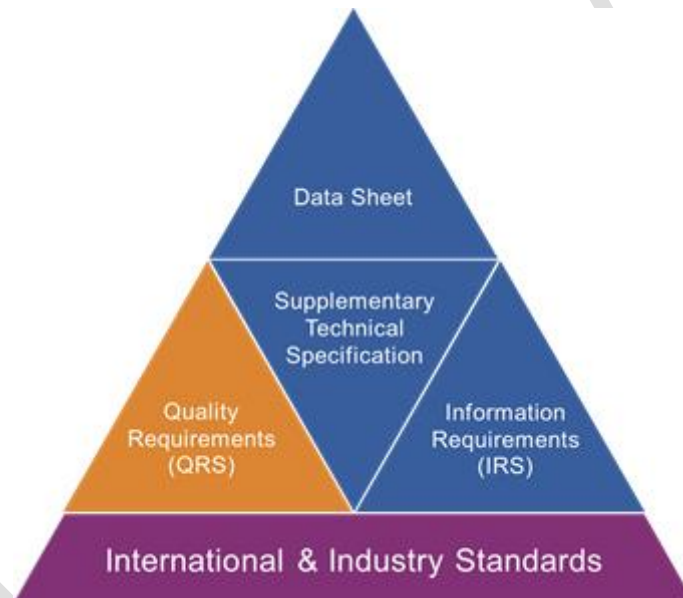 Data Sheet
Supplementary
Technical
Specification
Quality
Requirements
(QRS)
Information
Requirements
(IRS)
International & Industry Standards